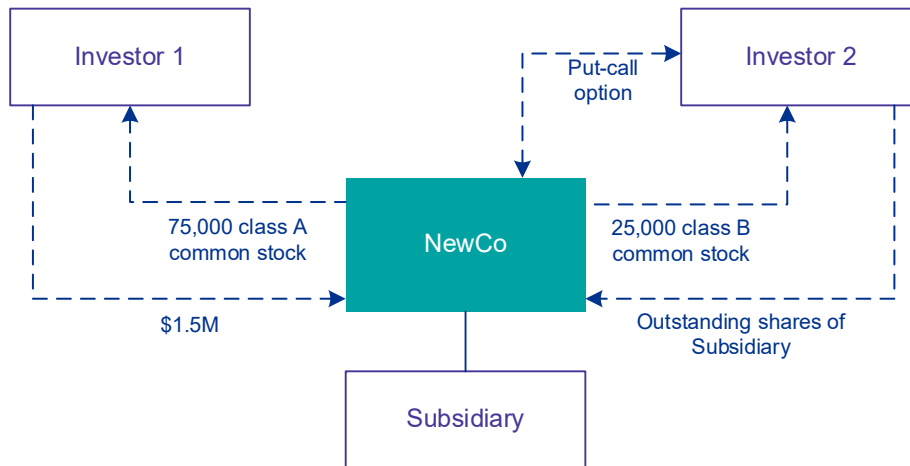 Investor 1
Put-call
option
Investor 2
75,000 class A
common stock
NewCo
25,000 class B
common stock
$1.5M
Outstanding shares of
Subsidiary
Subsidiary